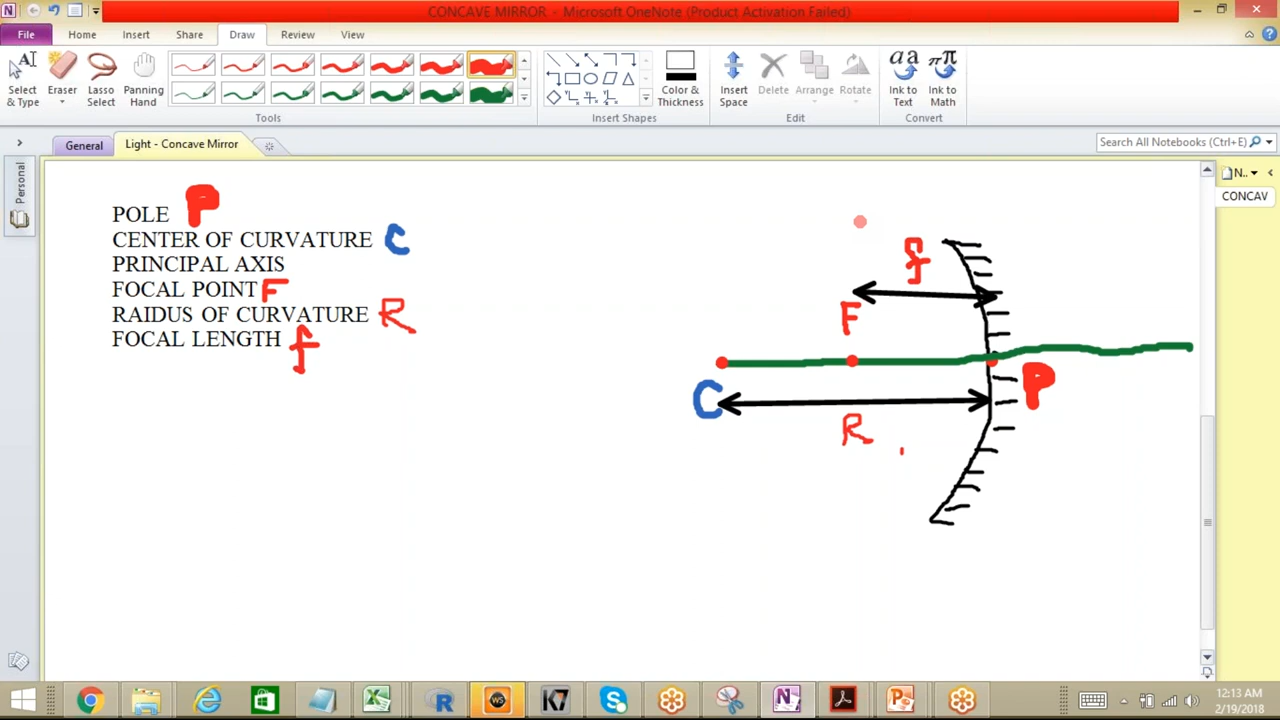 CONCAVE MIRROR - Microsoft OneNote (Product Activation Failed)
File Home Insert Share Draw Review View
Select & Type
Eraser
Lasso Select
Panning Hand
Color & Thickness
Insert Space
Delete
Arrange
Rotate
Ink to Text
Ink to Math
Tools Insert Shapes Edit Convert
General Light - Concave Mirror Search All Notebooks (Ctrl+E)
Personal
N..
CONCAV
POLE P
CENTER OF CURVATURE C
PRINCIPAL AXIS
FOCAL POINT F
RAIDUS OF CURVATURE R
FOCAL LENGTH f
f
F
C
P
R
12:13 AM
2/19/2018